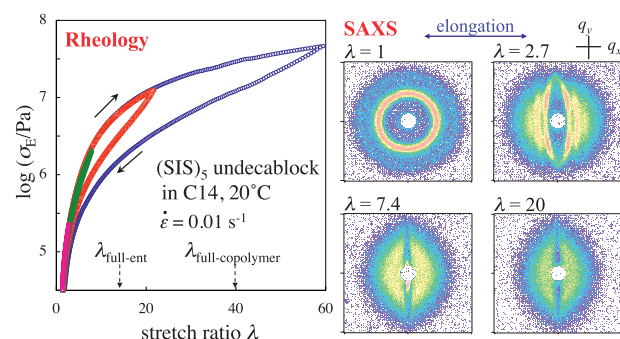 Rheology
log (σE/Pa)
8
7
6
5
(SIS)5 undecablock
in C14, 20˚C
ε̇ = 0.01 s-1
λfull-ent
λfull-copolymer
0
20
40
60
stretch ratio λ
SAXS
elongation
qy
qx
λ = 1
λ = 2.7
λ = 7.4
λ = 20